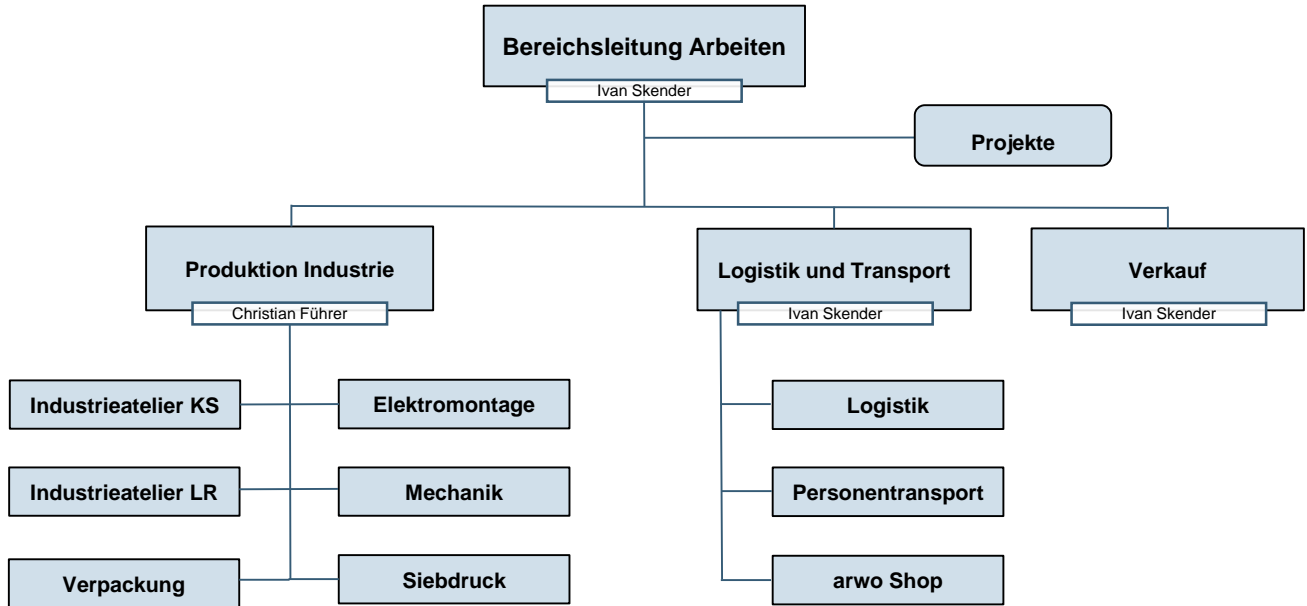 Bereichsleitung Arbeiten
Ivan Skender
Projekte
Produktion Industrie
Christian Führer
Logistik und Transport
Ivan Skender
Verkauf
Ivan Skender
Industrieatelier KS
Elektromontage
Logistik
Industrieatelier LR
Mechanik
Personentransport
Verpackung
Siebdruck
arwo Shop